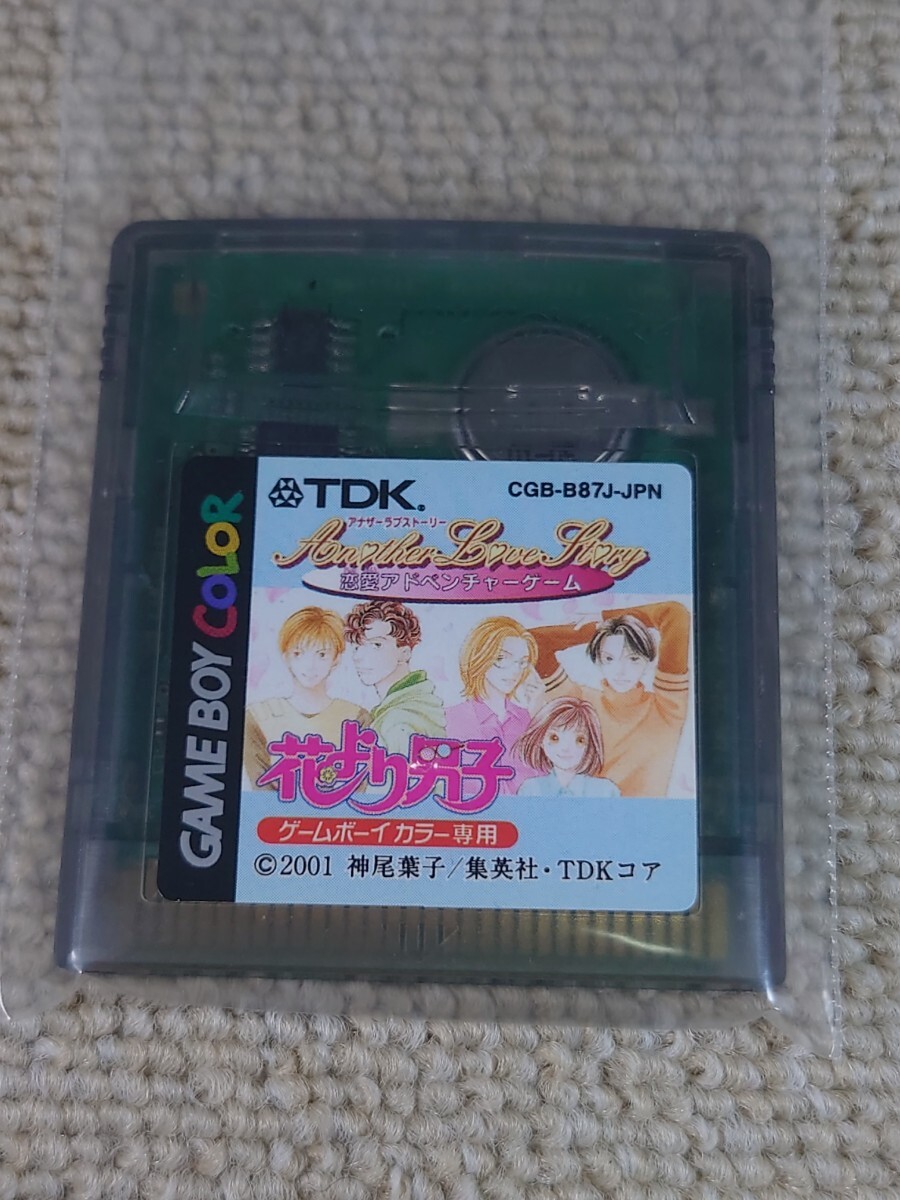 GAME BOY COLOR
TDK®
CGB-B87J-JPN
アナザーラブストーリー
Another Love Story
恋愛アドベンチャーゲーム
花より男子
ゲームボーイカラー専用
©2001 神尾葉子/集英社・TDKコア